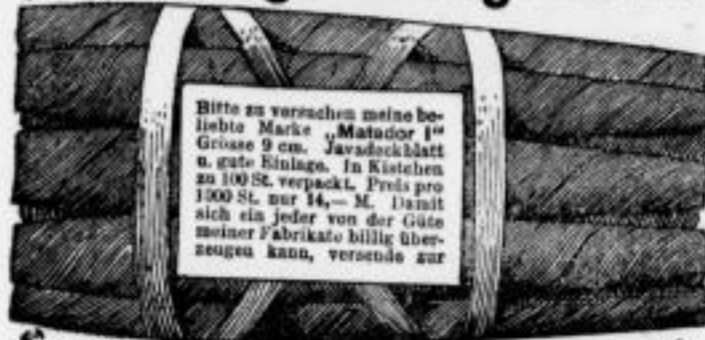 Bitte zu versuchen meine be-
liebte Marke „Matador I“
Grösse 9 cm. Javadeckblatt
u. gute Einlage. In Kistchen
zu 100 St. verpackt. Preis pro
1000 St. nur 14,— M. Damit
sich ein jeder von der Güte
meiner Fabrikate billig über-
zeugen kann, versende zur